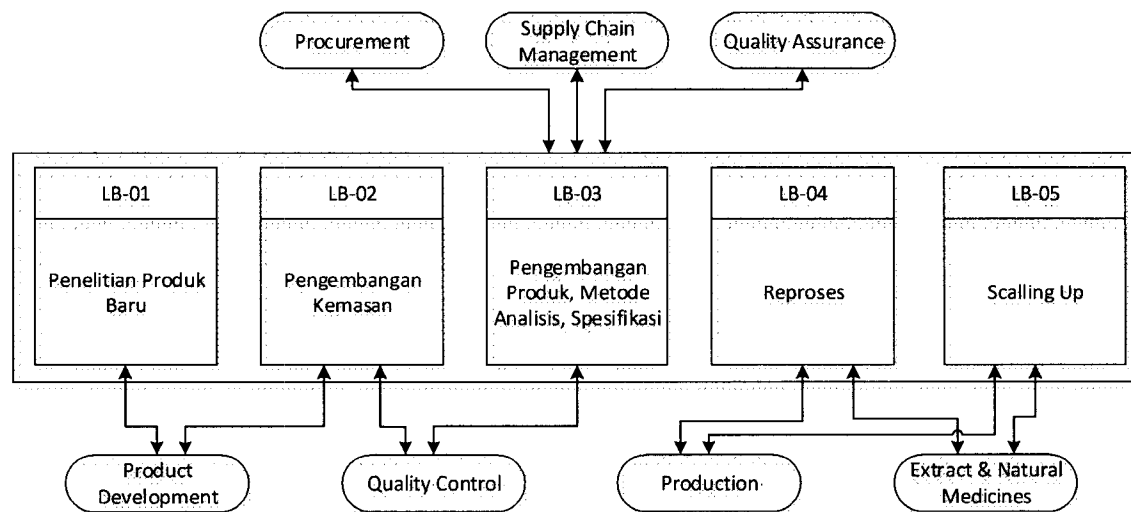 Procurement
Supply Chain
Management
Quality Assurance
LB-01
LB-02
LB-03
LB-04
LB-05
Penelitian Produk
Baru
Pengembangan
Kemasan
Pengembangan
Produk, Metode
Analisis, Spesifikasi
Reproses
Scalling Up
Product
Development
Quality Control
Production
Extract & Natural
Medicines